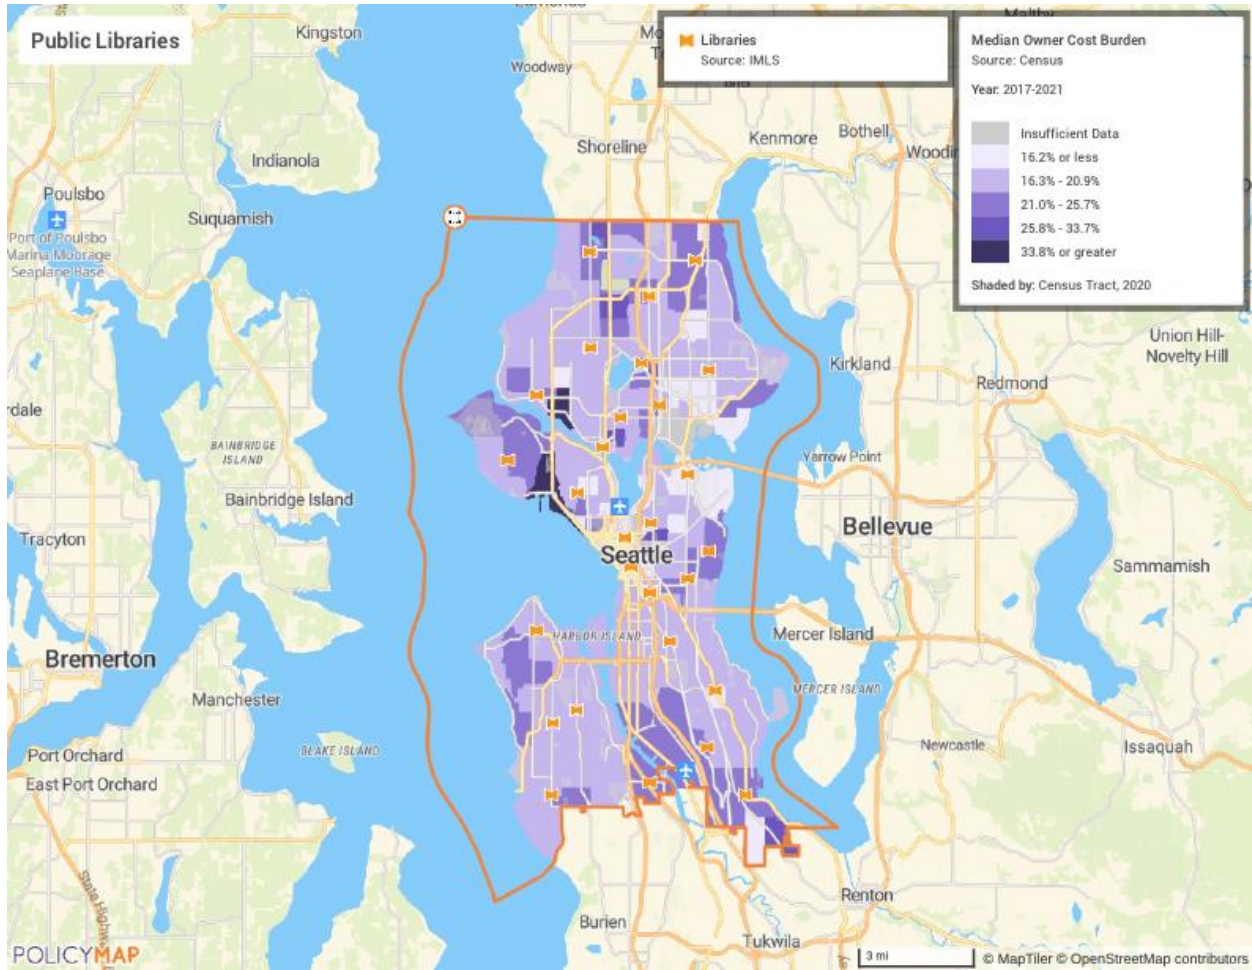 Public Libraries
Libraries
Source: IMLS
Median Owner Cost Burden
Source: Census
Year: 2017-2021
Insufficient Data
16.2% or less
16.3% - 20.9%
21.0% - 25.7%
25.8% - 33.7%
33.8% or greater
Shaded by: Census Tract, 2020
Kingston
Woodway
Shoreline
Kenmore
Bothell
Indianola
Poulsbo
Suquamish
Port of Poulsbo
Marina Moorage
Seaplane Base
Union Hill-
Novelty Hill
Kirkland
Redmond
rdale
BAINBRIDGE
ISLAND
Yarrow Point
Bainbridge Island
Bellevue
Tracyton
Seattle
Sammamish
HARBOR ISLAND
Mercer Island
Bremerton
MERCER ISLAND
Manchester
Newcastle
Issaquah
Port Orchard
BLAKE ISLAND
East Port Orchard
State High
Renton
Burien
Tukwila
POLICYMAP
3 mi
© MapTiler © OpenStreetMap contributors